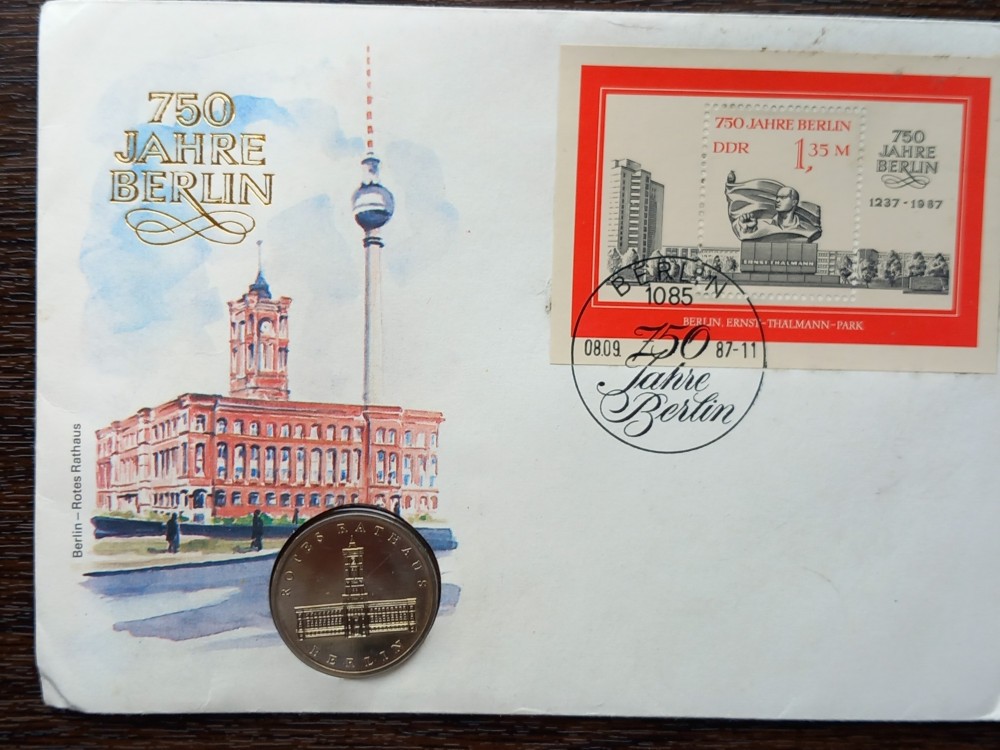 750
JAHRE
BERLIN
Berlin – Rotes Rathaus
ROTES RATHAUS
BERLIN
750 JAHRE BERLIN
DDR 1,35 M
750
JAHRE
BERLIN
1237 - 1987
ERNST THÄLMANN
BERLIN, ERNST-THÄLMANN-PARK
BERLIN
1085
08.09. 750 87-11
Jahre
Berlin